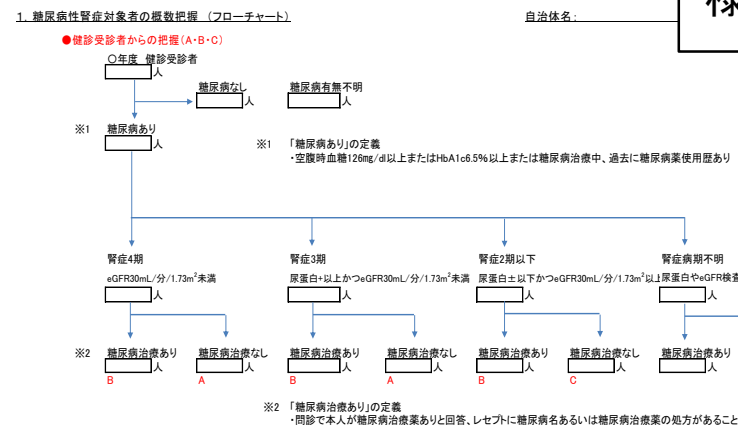 1. 糖尿病性腎症対象者の概数把握 (フローチャート)
自治体名:
●健診受診者からの把握(A・B・C)
〇年度 健診受診者
人
糖尿病なし 糖尿病有無不明
人 人
※1 糖尿病あり
人
※1 「糖尿病あり」の定義
・空腹時血糖126㎎/dl以上またはHbA1c6.5%以上または糖尿病治療中、過去に糖尿病薬使用歴あり
腎症4期 腎症3期 腎症2期以下 腎症病期不明
eGFR30mL/分/1.73m²未満 尿蛋白+以上かつeGFR30mL/分/1.73m²未満 尿蛋白±以下かつeGFR30mL/分/1.73m²以上 尿蛋白やeGFR検査
人 人 人 人
※2 糖尿病治療あり 糖尿病治療なし 糖尿病治療あり 糖尿病治療なし 糖尿病治療あり 糖尿病治療なし 糖尿病治療あり
人 人 人 人 人 人 人
B A B A B C
※2 「糖尿病治療あり」の定義
・問診で本人が糖尿病治療薬ありと回答、レセプトに糖尿病名あるいは糖尿病治療薬の処方があること